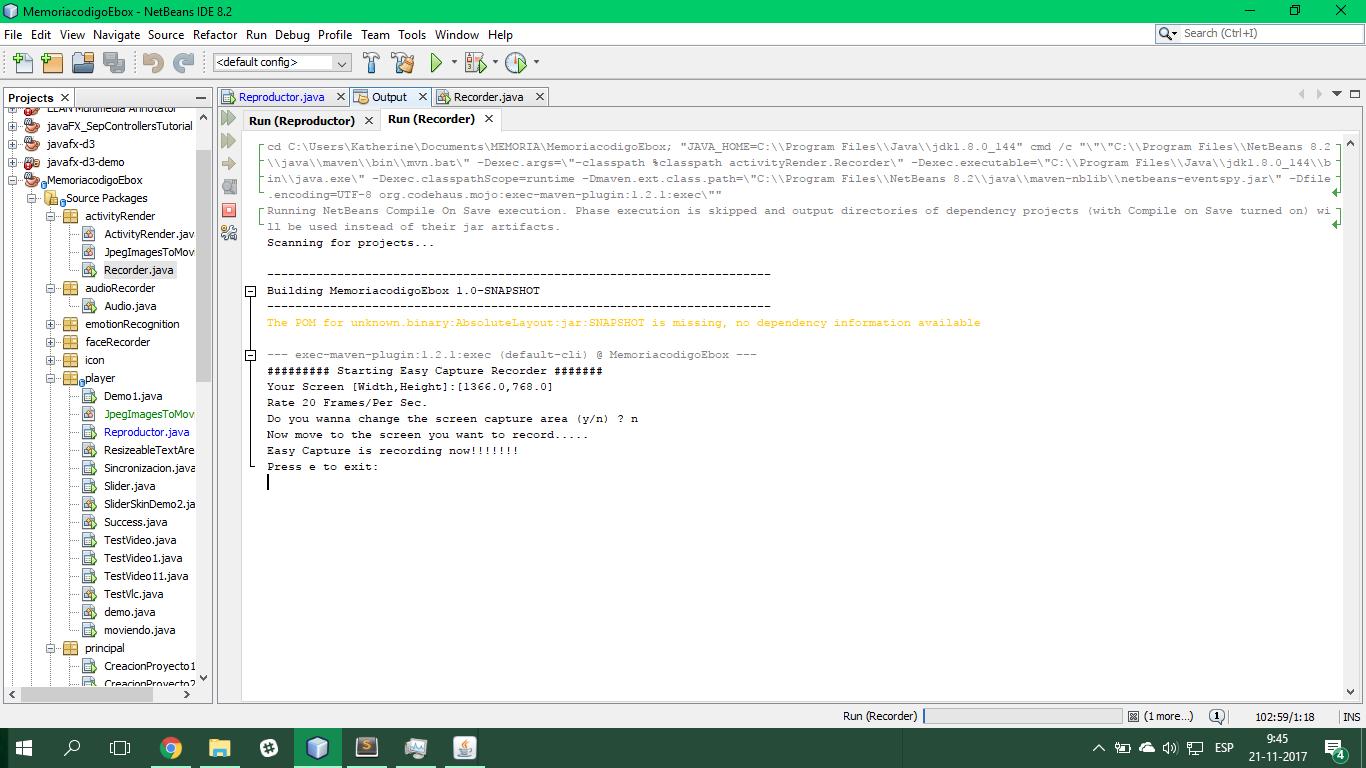 MemoriacodigoEbox - NetBeans IDE 8.2
File Edit View Navigate Source Refactor Run Debug Profile Team Tools Window Help
Search (Ctrl+I)
<default config>
Projects
Reproductor.java Output Recorder.java
Run (Reproductor) Run (Recorder)
LEAN Multimedia Annotator
javaFX_SepControllersTutorial
javafx-d3
javafx-d3-demo
MemoriacodigoEbox
Source Packages
activityRender
ActivityRender.jav
JpegImagesToMovi
Recorder.java
audioRecorder
Audio.java
emotionRecognition
faceRecorder
icon
player
Demo1.java
JpegImagesToMov
Reproductor.java
ResizeableTextAre
Sincronizacion.java
Slider.java
SliderSkinDemo2.ja
Success.java
TestVideo.java
TestVideo1.java
TestVideo11.java
TestVlc.java
demo.java
moviendo.java
principal
CreacionProyecto1
CreacionProyecto2
cd C:\Users\Katherine\Documents\MEMORIA\MemoriacodigoEbox; "JAVA_HOME=C:\\Program Files\\Java\\jdk1.8.0_144" cmd /c "\"\"C:\\Program Files\\NetBeans 8.2
\\java\\maven\\bin\\mvn.bat\" -Dexec.args=\"-classpath %classpath activityRender.Recorder\" -Dexec.executable=\"C:\\Program Files\\Java\\jdk1.8.0_144\\b
in\\java.exe\" -Dexec.classpathScope=runtime -Dmaven.ext.class.path=\"C:\\Program Files\\NetBeans 8.2\\java\\maven-nblib\\netbeans-eventspy.jar\" -Dfile
.encoding=UTF-8 org.codehaus.mojo:exec-maven-plugin:1.2.1:exec\""
Running NetBeans Compile On Save execution. Phase execution is skipped and output directories of dependency projects (with Compile on Save turned on) wi
ll be used instead of their jar artifacts.
Scanning for projects...
------------------------------------------------------------------------
Building MemoriacodigoEbox 1.0-SNAPSHOT
------------------------------------------------------------------------
The POM for unknown.binary:AbsoluteLayout:jar:SNAPSHOT is missing, no dependency information available
--- exec-maven-plugin:1.2.1:exec (default-cli) @ MemoriacodigoEbox ---
######### Starting Easy Capture Recorder #######
Your Screen [Width,Height]:[1366.0,768.0]
Rate 20 Frames/Per Sec.
Do you wanna change the screen capture area (y/n) ? n
Now move to the screen you want to record.....
Easy Capture is recording now!!!!!!!
Press e to exit:
Run (Recorder) (1 more...) 1 102:59/1:18 INS
ESP 9:45
21-11-2017 4